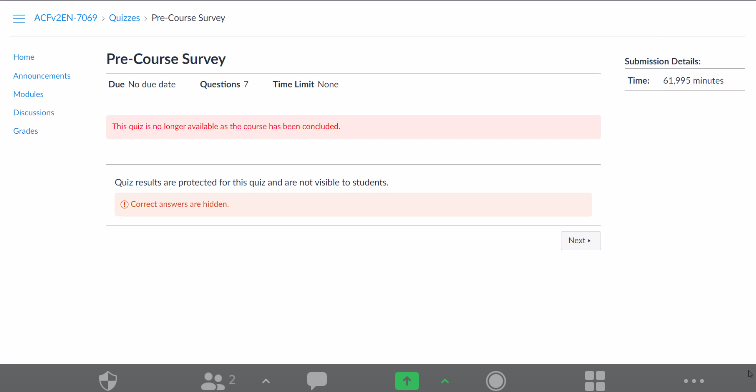 ACFv2EN-7069 › Quizzes › Pre-Course Survey
Home
Announcements
Modules
Discussions
Grades
Pre-Course Survey
Due No due date Questions 7 Time Limit None
This quiz is no longer available as the course has been concluded.
Quiz results are protected for this quiz and are not visible to students.
Correct answers are hidden.
Next
Submission Details:
Time: 61,995 minutes
2